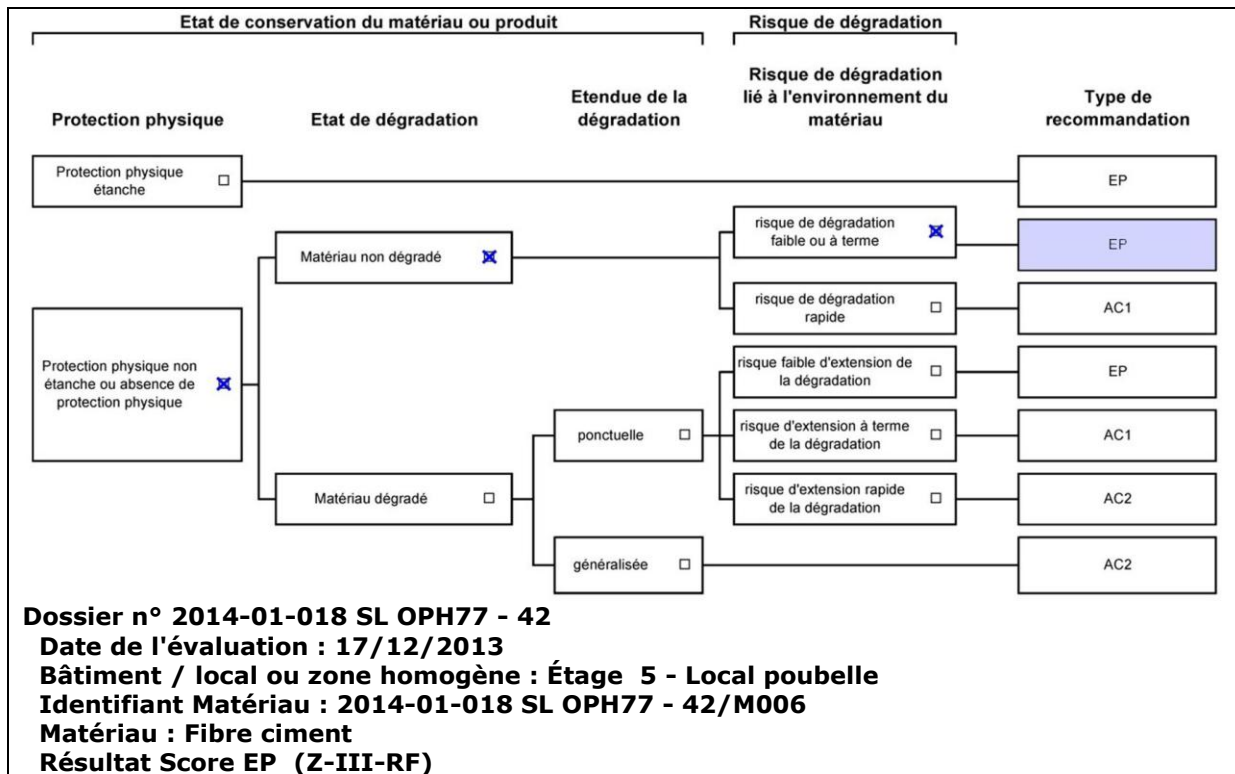 Etat de conservation du matériau ou produit
Risque de dégradation
Protection physique
Etat de dégradation
Etendue de la
dégradation
Risque de dégradation
lié à l'environnement du
matériau
Type de
recommandation
Protection physique
étanche
EP
risque de dégradation
faible ou à terme
EP
Matériau non dégradé
risque de dégradation
rapide
AC1
Protection physique non
étanche ou absence de
protection physique
risque faible d'extension de
la dégradation
EP
ponctuelle
risque d'extension à terme
de la dégradation
AC1
Matériau dégradé
risque d'extension rapide
de la dégradation
AC2
généralisée
AC2
Dossier n° 2014-01-018 SL OPH77 - 42
Date de l'évaluation : 17/12/2013
Bâtiment / local ou zone homogène : Étage 5 - Local poubelle
Identifiant Matériau : 2014-01-018 SL OPH77 - 42/M006
Matériau : Fibre ciment
Résultat Score EP (Z-III-RF)